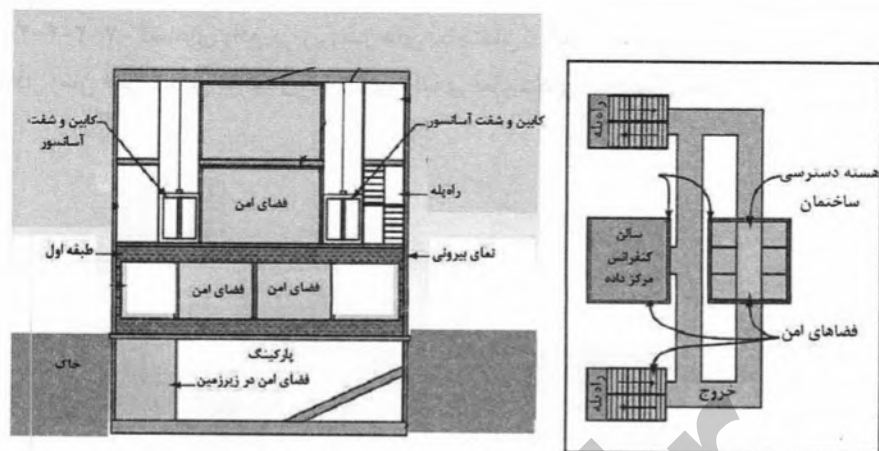 کابین و شفت
آسانسور
کابین و شفت آسانسور
فضای امن
راه‌پله
طبقه اول
نمای بیرونی
فضای امن
فضای امن
خاک
پارکینگ
فضای امن در زیرزمین
راه‌پله
هسته دسترسی
ساختمان
سالن
کنفرانس
مرکز داده
فضاهای امن
راه‌پله
خروج